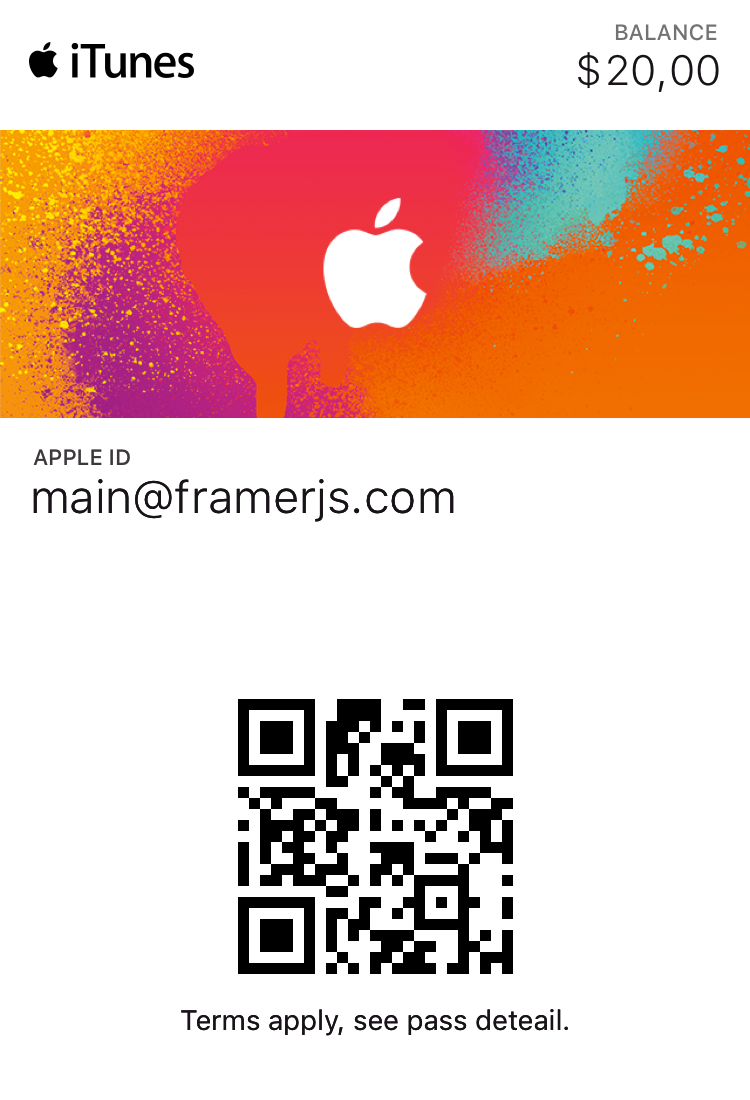 iTunes
BALANCE
$20,00
APPLE ID
main@framerjs.com
Terms apply, see pass deteail.